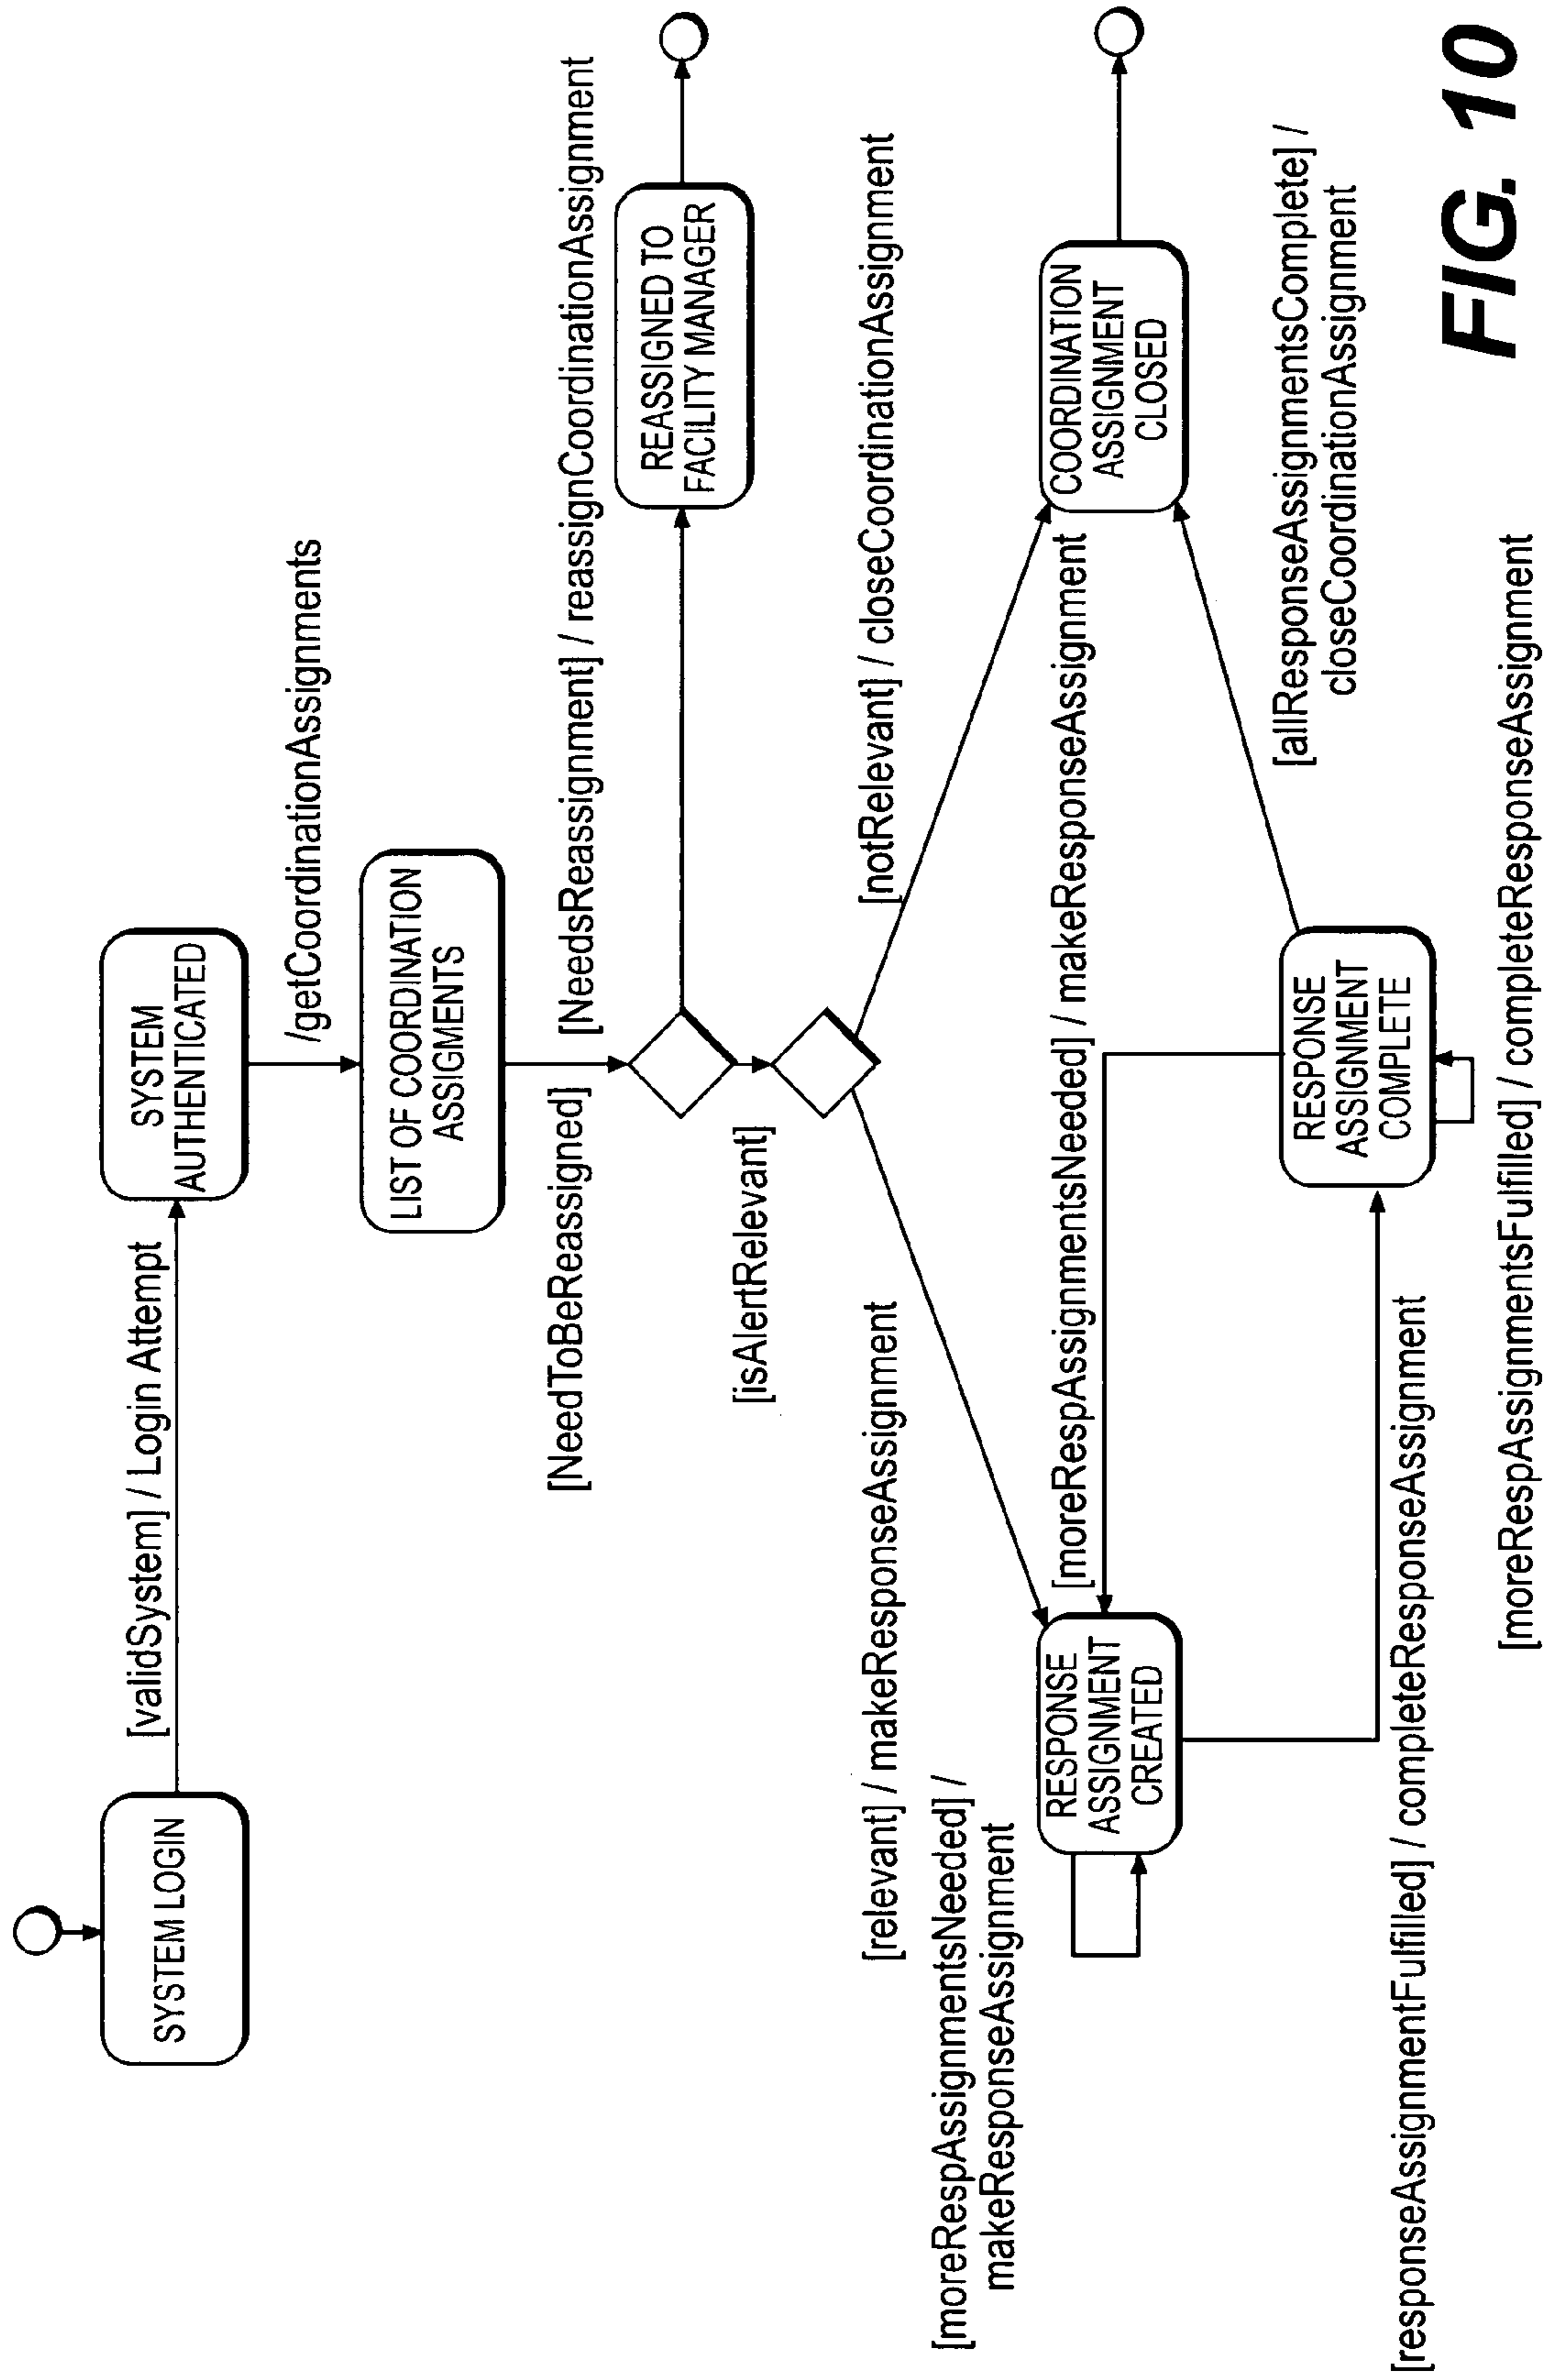 SYSTEM LOGIN
[validSystem] / Login Attempt
SYSTEM
AUTHENTICATED
/getCoordinationAssignments
LIST OF COORDINATION
ASSIGMENTS
[NeedToBeReassigned]
[NeedsReassignment] / reassignCoordinationAssignment
REASSIGNED TO
FACILITY MANAGER
[isAlertRelevant]
[relevant] / makeResponseAssignment
[notRelevant] / closeCoordinationAssignment
[moreRespAssignmentsNeeded] /
makeResponseAssignment
RESPONSE
ASSIGNMENT
CREATED
[moreRespAssignmentsNeeded] / makeResponseAssignment
COORDINATION
ASSIGNMENT
CLOSED
RESPONSE
ASSIGNMENT
COMPLETE
[allResponseAssignmentsComplete] /
closeCoordinationAssignment
[responseAssignmentFulfilled] / completeResponseAssignment
[moreRespAssignmentsFulfilled] / completeResponseAssignment
FIG. 10